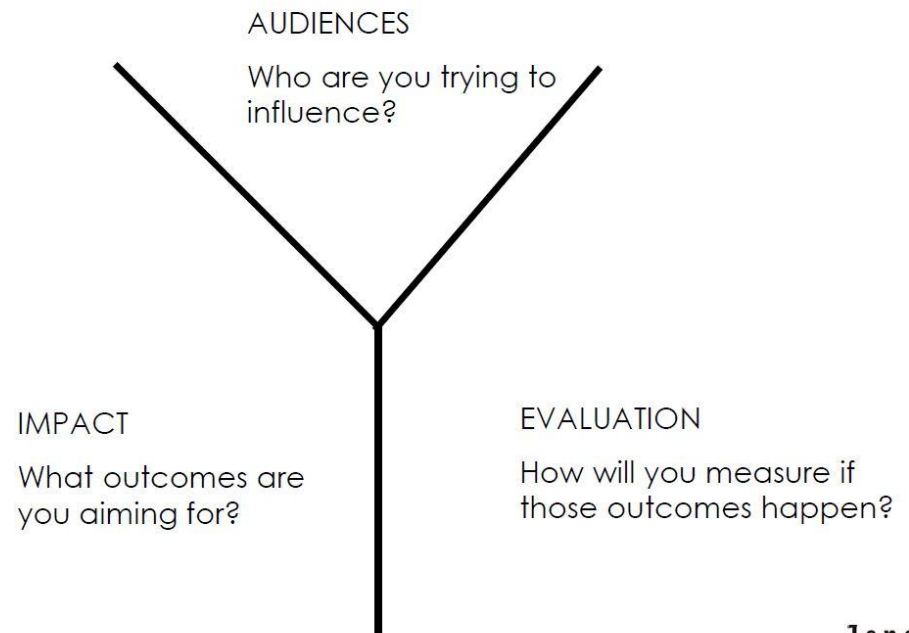 AUDIENCES
Who are you trying to
influence?
IMPACT
What outcomes are
you aiming for?
EVALUATION
How will you measure if
those outcomes happen?